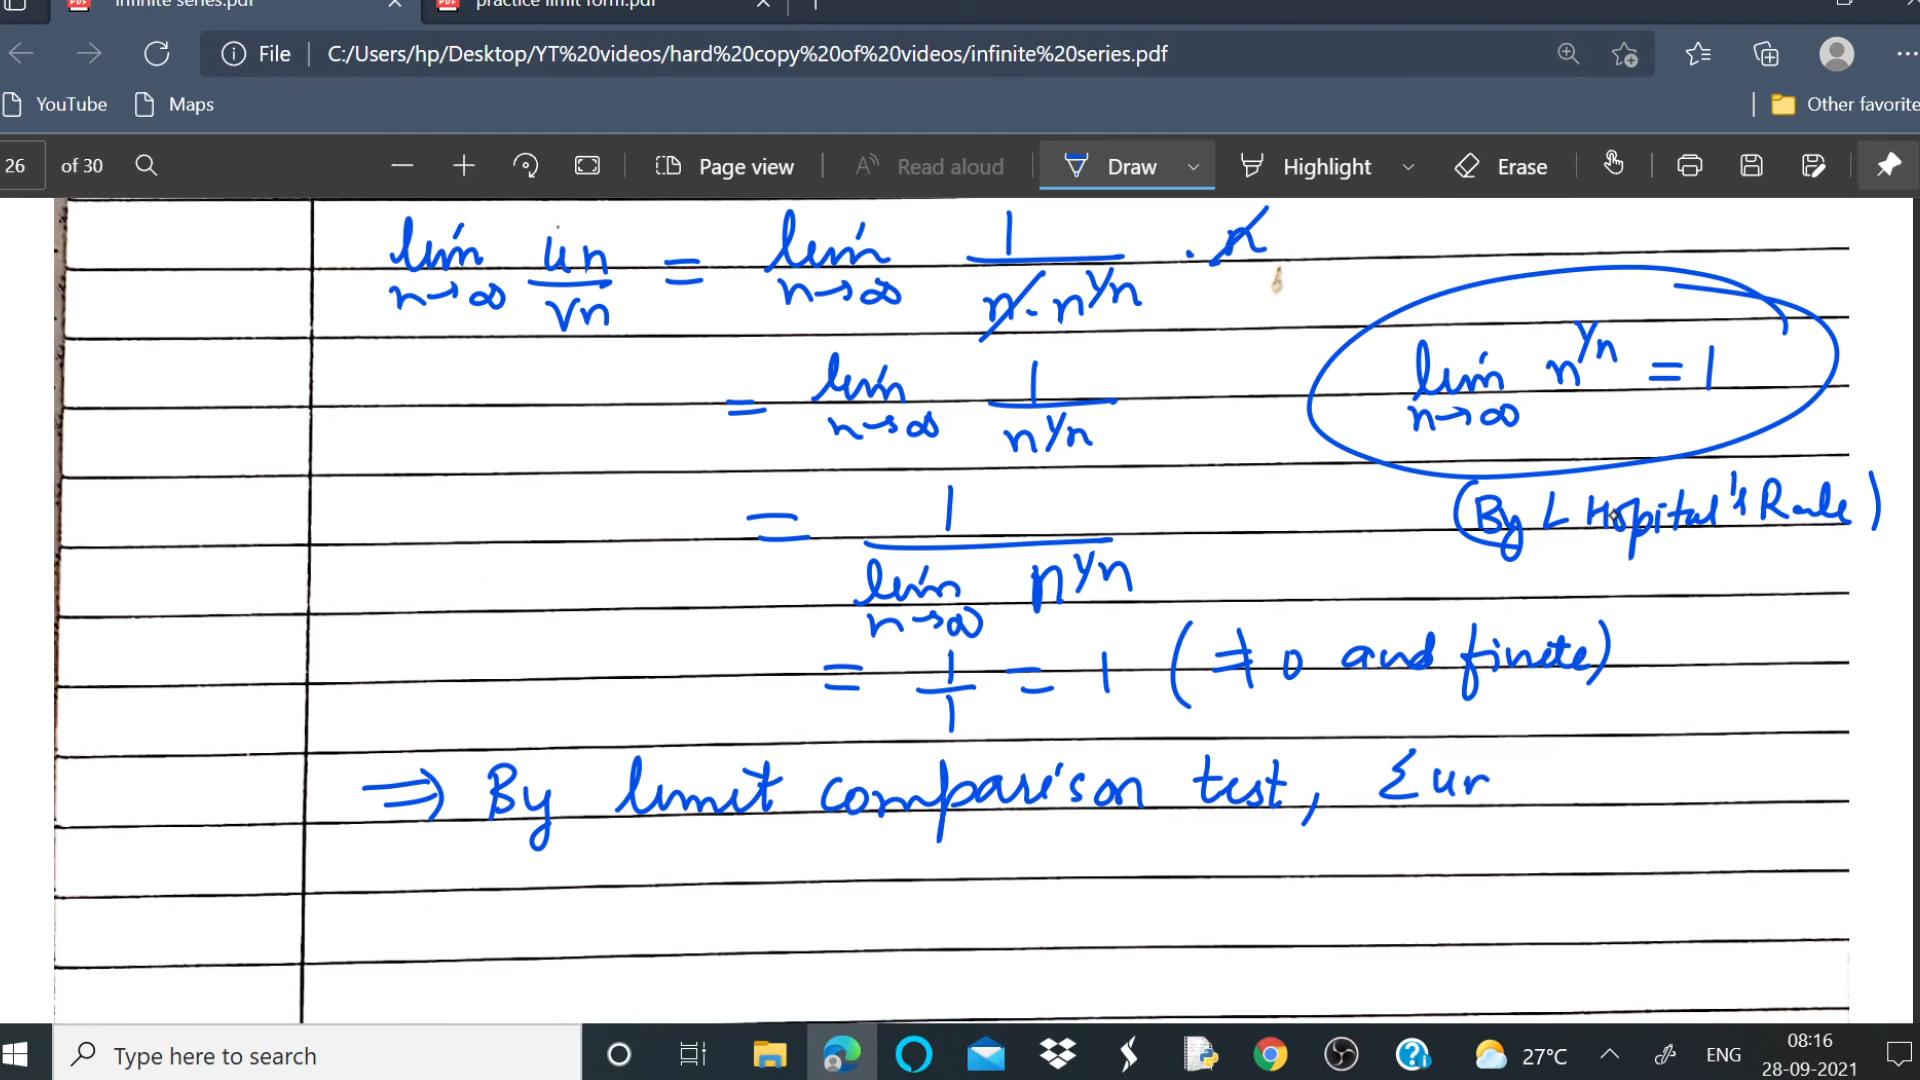 infinite series.pdf
practice limit form.pdf
File C:/Users/hp/Desktop/YT%20videos/hard%20copy%20of%20videos/infinite%20series.pdf
YouTube Maps Other favorite
26 of 30 Page view Read aloud Draw Highlight Erase
lim n→∞ un/vn = lim n→∞ 1/(n·n^1/n) · n
= lim n→∞ 1/n^1/n
lim n→∞ n^1/n = 1
(By L Hospital's Rule)
= 1/(lim n→∞ n^1/n)
= 1/1 = 1 (≠ 0 and finite)
⇒ By limit comparison test, Σun
Type here to search
27°C ENG 08:16
28-09-2021